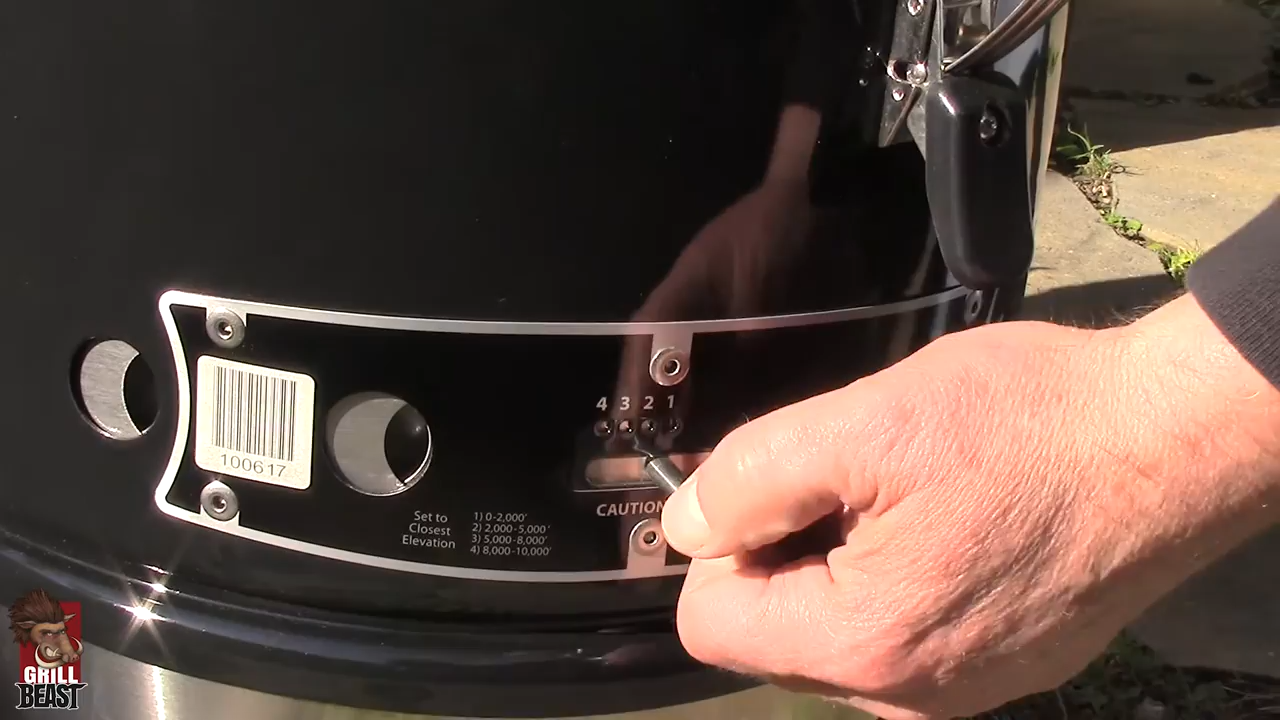 4 3 2 1
100617
CAUTION
Set to
Closest
Elevation
1) 0-2,000'
2) 2,000-5,000'
3) 5,000-8,000'
4) 8,000-10,000'
GRILL
BEAST